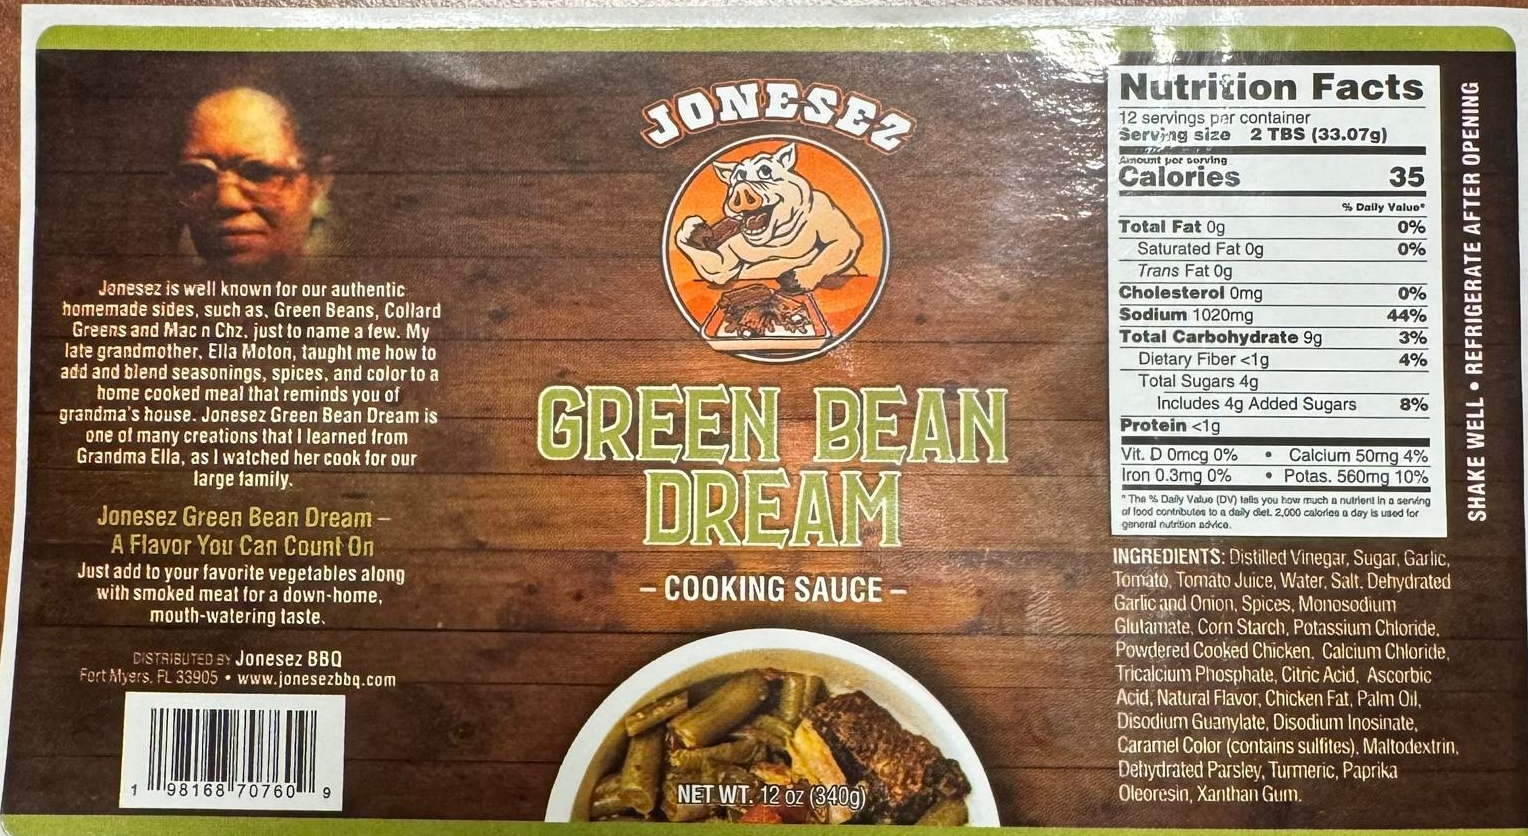 Jonesez is well known for our authentic
homemade sides, such as, Green Beans, Collard
Greens and Mac n Chz, just to name a few. My
late grandmother, Ella Moton, taught me how to
add and blend seasonings, spices, and color to a
home cooked meal that reminds you of
grandma's house. Jonesez Green Bean Dream is
one of many creations that I learned from
Grandma Ella, as I watched her cook for our
large family.
Jonesez Green Bean Dream –
A Flavor You Can Count On
Just add to your favorite vegetables along
with smoked meat for a down-home,
mouth-watering taste.
DISTRIBUTED BY Jonesez BBQ
Fort Myers, FL 33905 • www.jonesezbbq.com
1 98168 70760 9
JONESEZ
GREEN BEAN
DREAM
– COOKING SAUCE –
NET WT. 12 oz (340g)
Nutrition Facts
12 servings per container
Serving size 2 TBS (33.07g)
Amount per serving
Calories 35
% Daily Value*
Total Fat 0g 0%
Saturated Fat 0g 0%
Trans Fat 0g
Cholesterol 0mg 0%
Sodium 1020mg 44%
Total Carbohydrate 9g 3%
Dietary Fiber <1g 4%
Total Sugars 4g
Includes 4g Added Sugars 8%
Protein <1g
Vit. D 0mcg 0% • Calcium 50mg 4%
Iron 0.3mg 0% • Potas. 560mg 10%
* The % Daily Value (DV) tells you how much a nutrient in a serving
of food contributes to a daily diet. 2,000 calories a day is used for
general nutrition advice.
INGREDIENTS: Distilled Vinegar, Sugar, Garlic,
Tomato, Tomato Juice, Water, Salt, Dehydrated
Garlic and Onion, Spices, Monosodium
Glutamate, Corn Starch, Potassium Chloride,
Powdered Cooked Chicken, Calcium Chloride,
Tricalcium Phosphate, Citric Acid, Ascorbic
Acid, Natural Flavor, Chicken Fat, Palm Oil,
Disodium Guanylate, Disodium Inosinate,
Caramel Color (contains sulfites), Maltodextrin,
Dehydrated Parsley, Turmeric, Paprika
Oleoresin, Xanthan Gum.
SHAKE WELL • REFRIGERATE AFTER OPENING